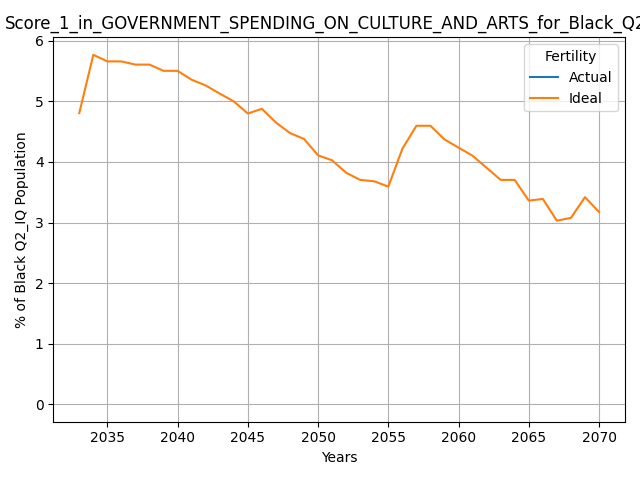 Score_1_in_GOVERNMENT_SPENDING_ON_CULTURE_AND_ARTS_for_Black_Q2
Fertility
Actual
Ideal
6
5
4
3
2
1
0
% of Black Q2_IQ Population
2035 2040 2045 2050 2055 2060 2065 2070
Years